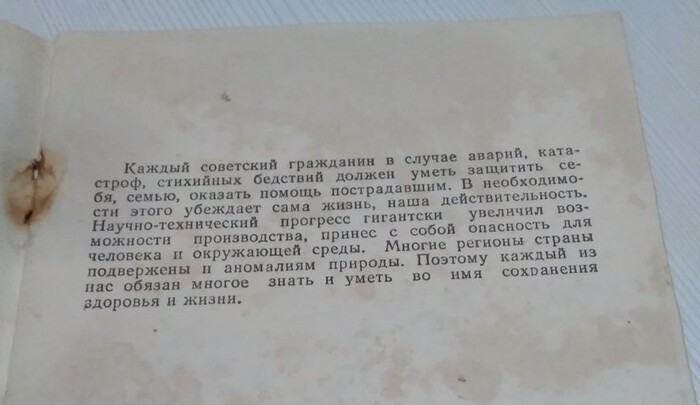 Каждый советский гражданин в случае аварий, ката-
строф, стихийных бедствий должен уметь защитить се-
бя, семью, оказать помощь пострадавшим. В необходимо-
сти этого убеждает сама жизнь, наша действительность.
Научно-технический прогресс гигантски увеличил воз-
можности производства, принес с собой опасность для
человека и окружающей среды. Многие регионы страны
подвержены и аномалиям природы. Поэтому каждый из
нас обязан многое знать и уметь во имя сохранения
здоровья и жизни.